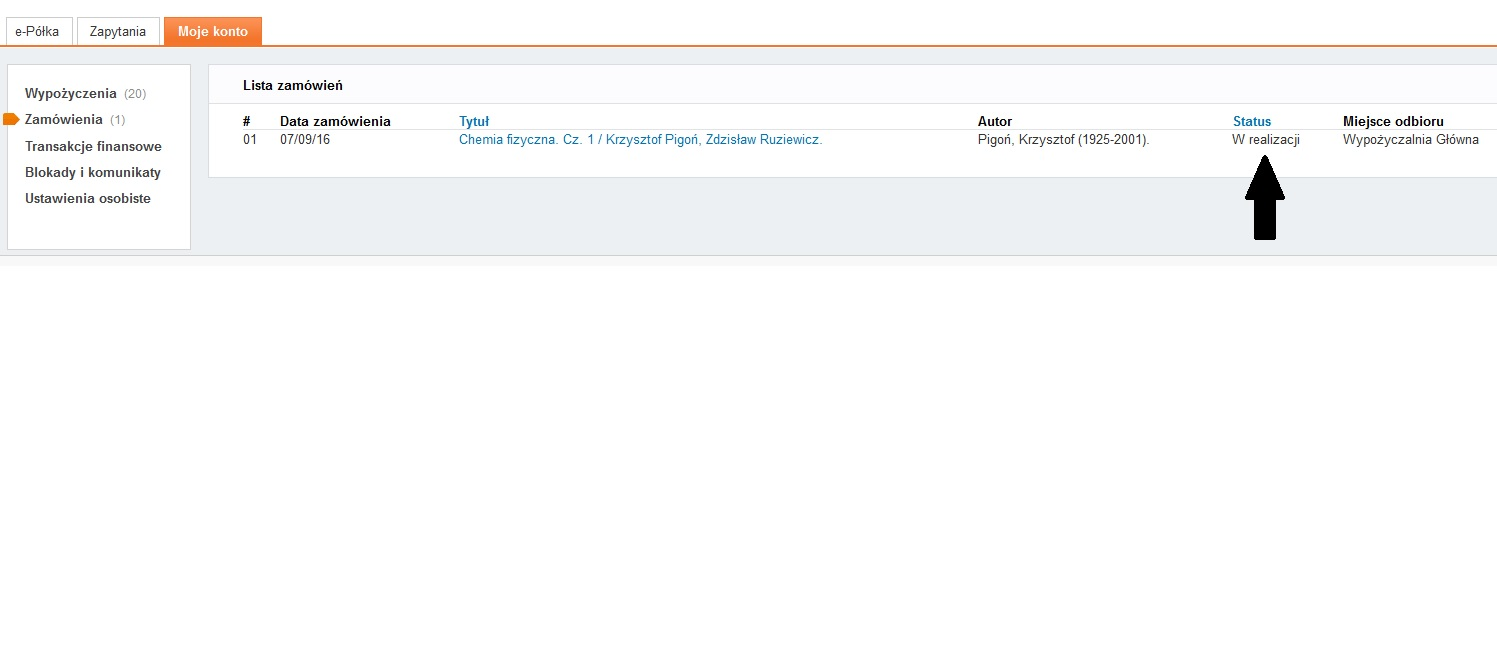 e-Półka Zapytania Moje konto
Wypożyczenia (20)
Zamówienia (1)
Transakcje finansowe
Blokady i komunikaty
Ustawienia osobiste
Lista zamówień
# Data zamówienia Tytuł Autor Status Miejsce odbioru
01 07/09/16 Chemia fizyczna. Cz. 1 / Krzysztof Pigoń, Zdzisław Ruziewicz. Pigoń, Krzysztof (1925-2001). W realizacji Wypożyczalnia Główna